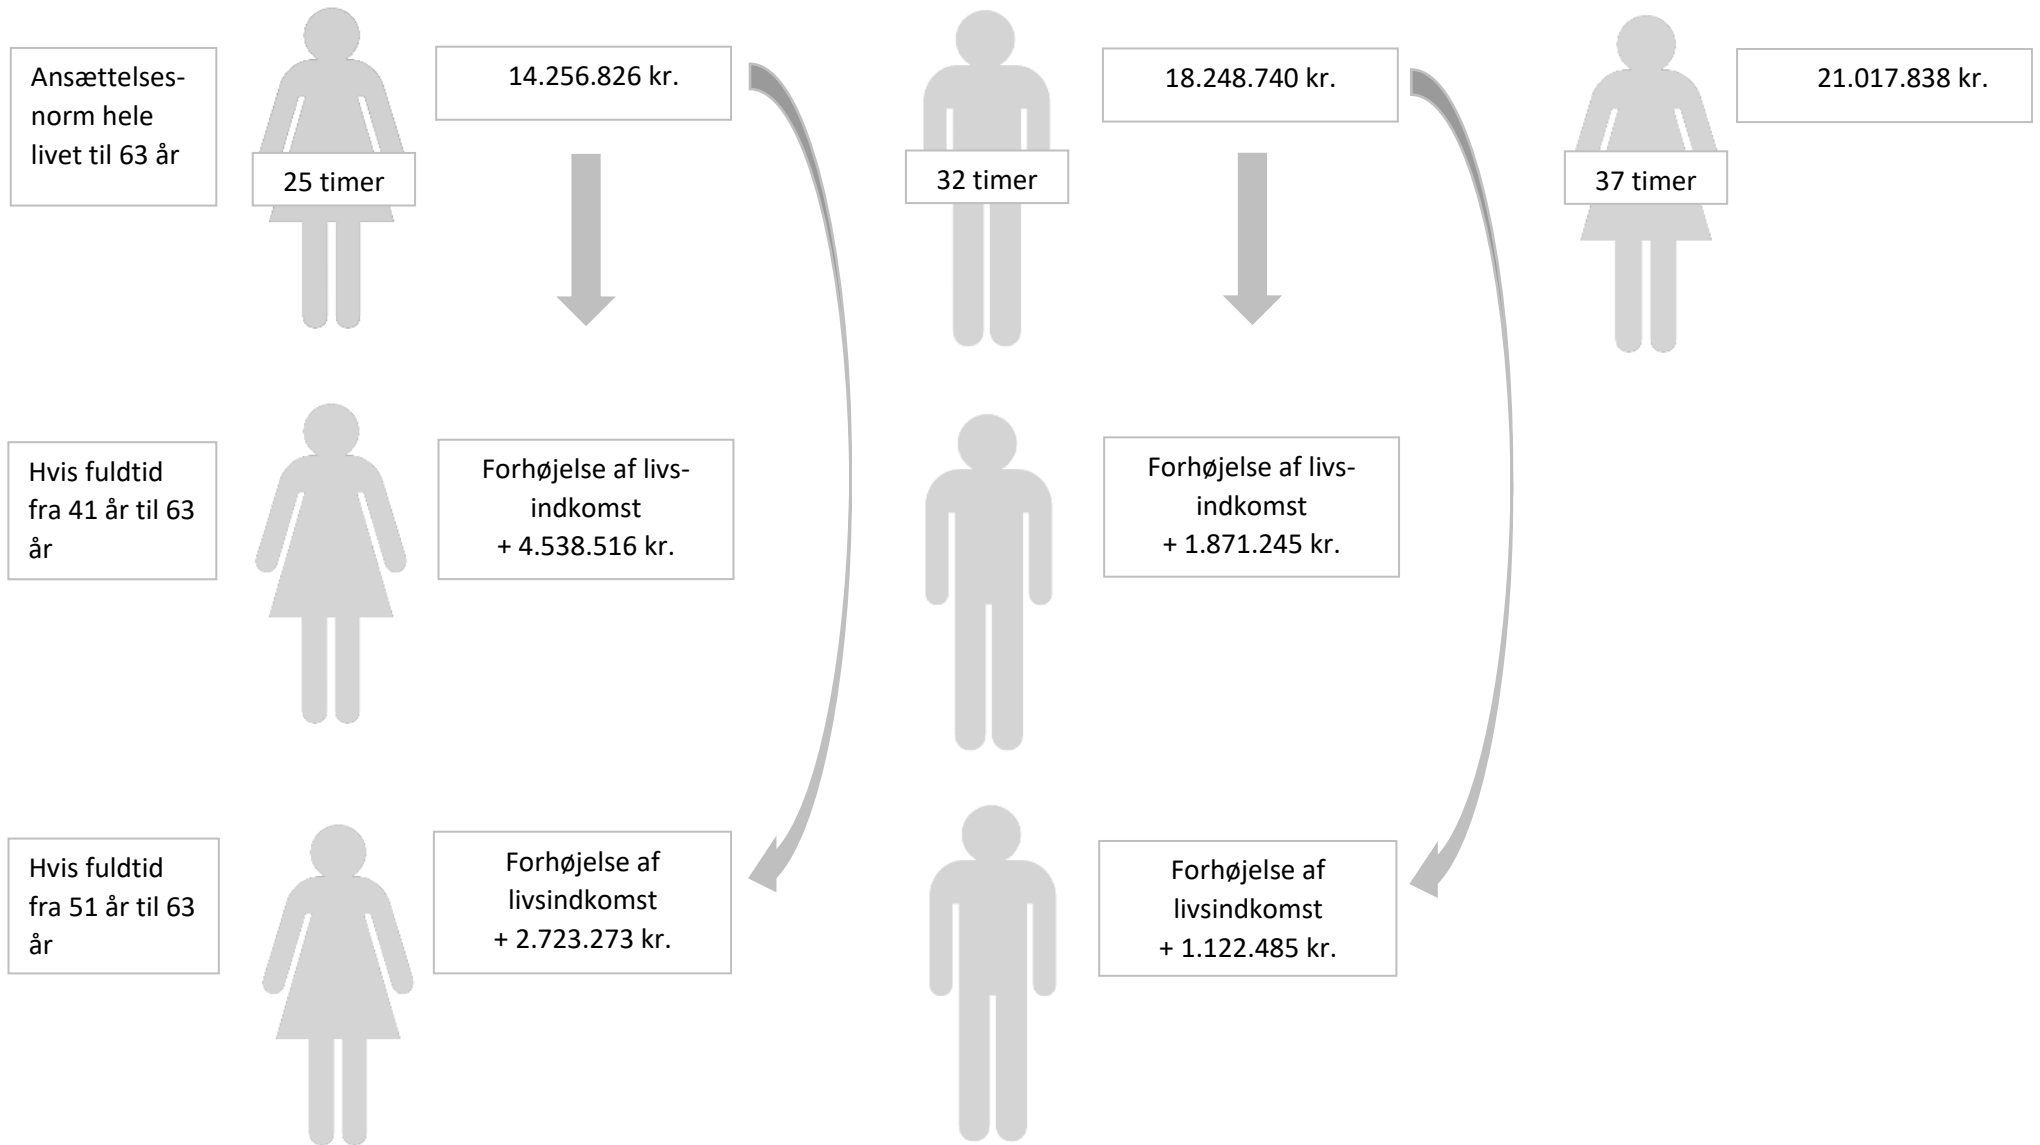 Ansættelses-
norm hele
livet til 63 år
25 timer
14.256.826 kr.
32 timer
18.248.740 kr.
37 timer
21.017.838 kr.
Hvis fuldtid
fra 41 år til 63
år
Forhøjelse af livs-
indkomst
+ 4.538.516 kr.
Forhøjelse af livs-
indkomst
+ 1.871.245 kr.
Hvis fuldtid
fra 51 år til 63
år
Forhøjelse af
livsindkomst
+ 2.723.273 kr.
Forhøjelse af
livsindkomst
+ 1.122.485 kr.